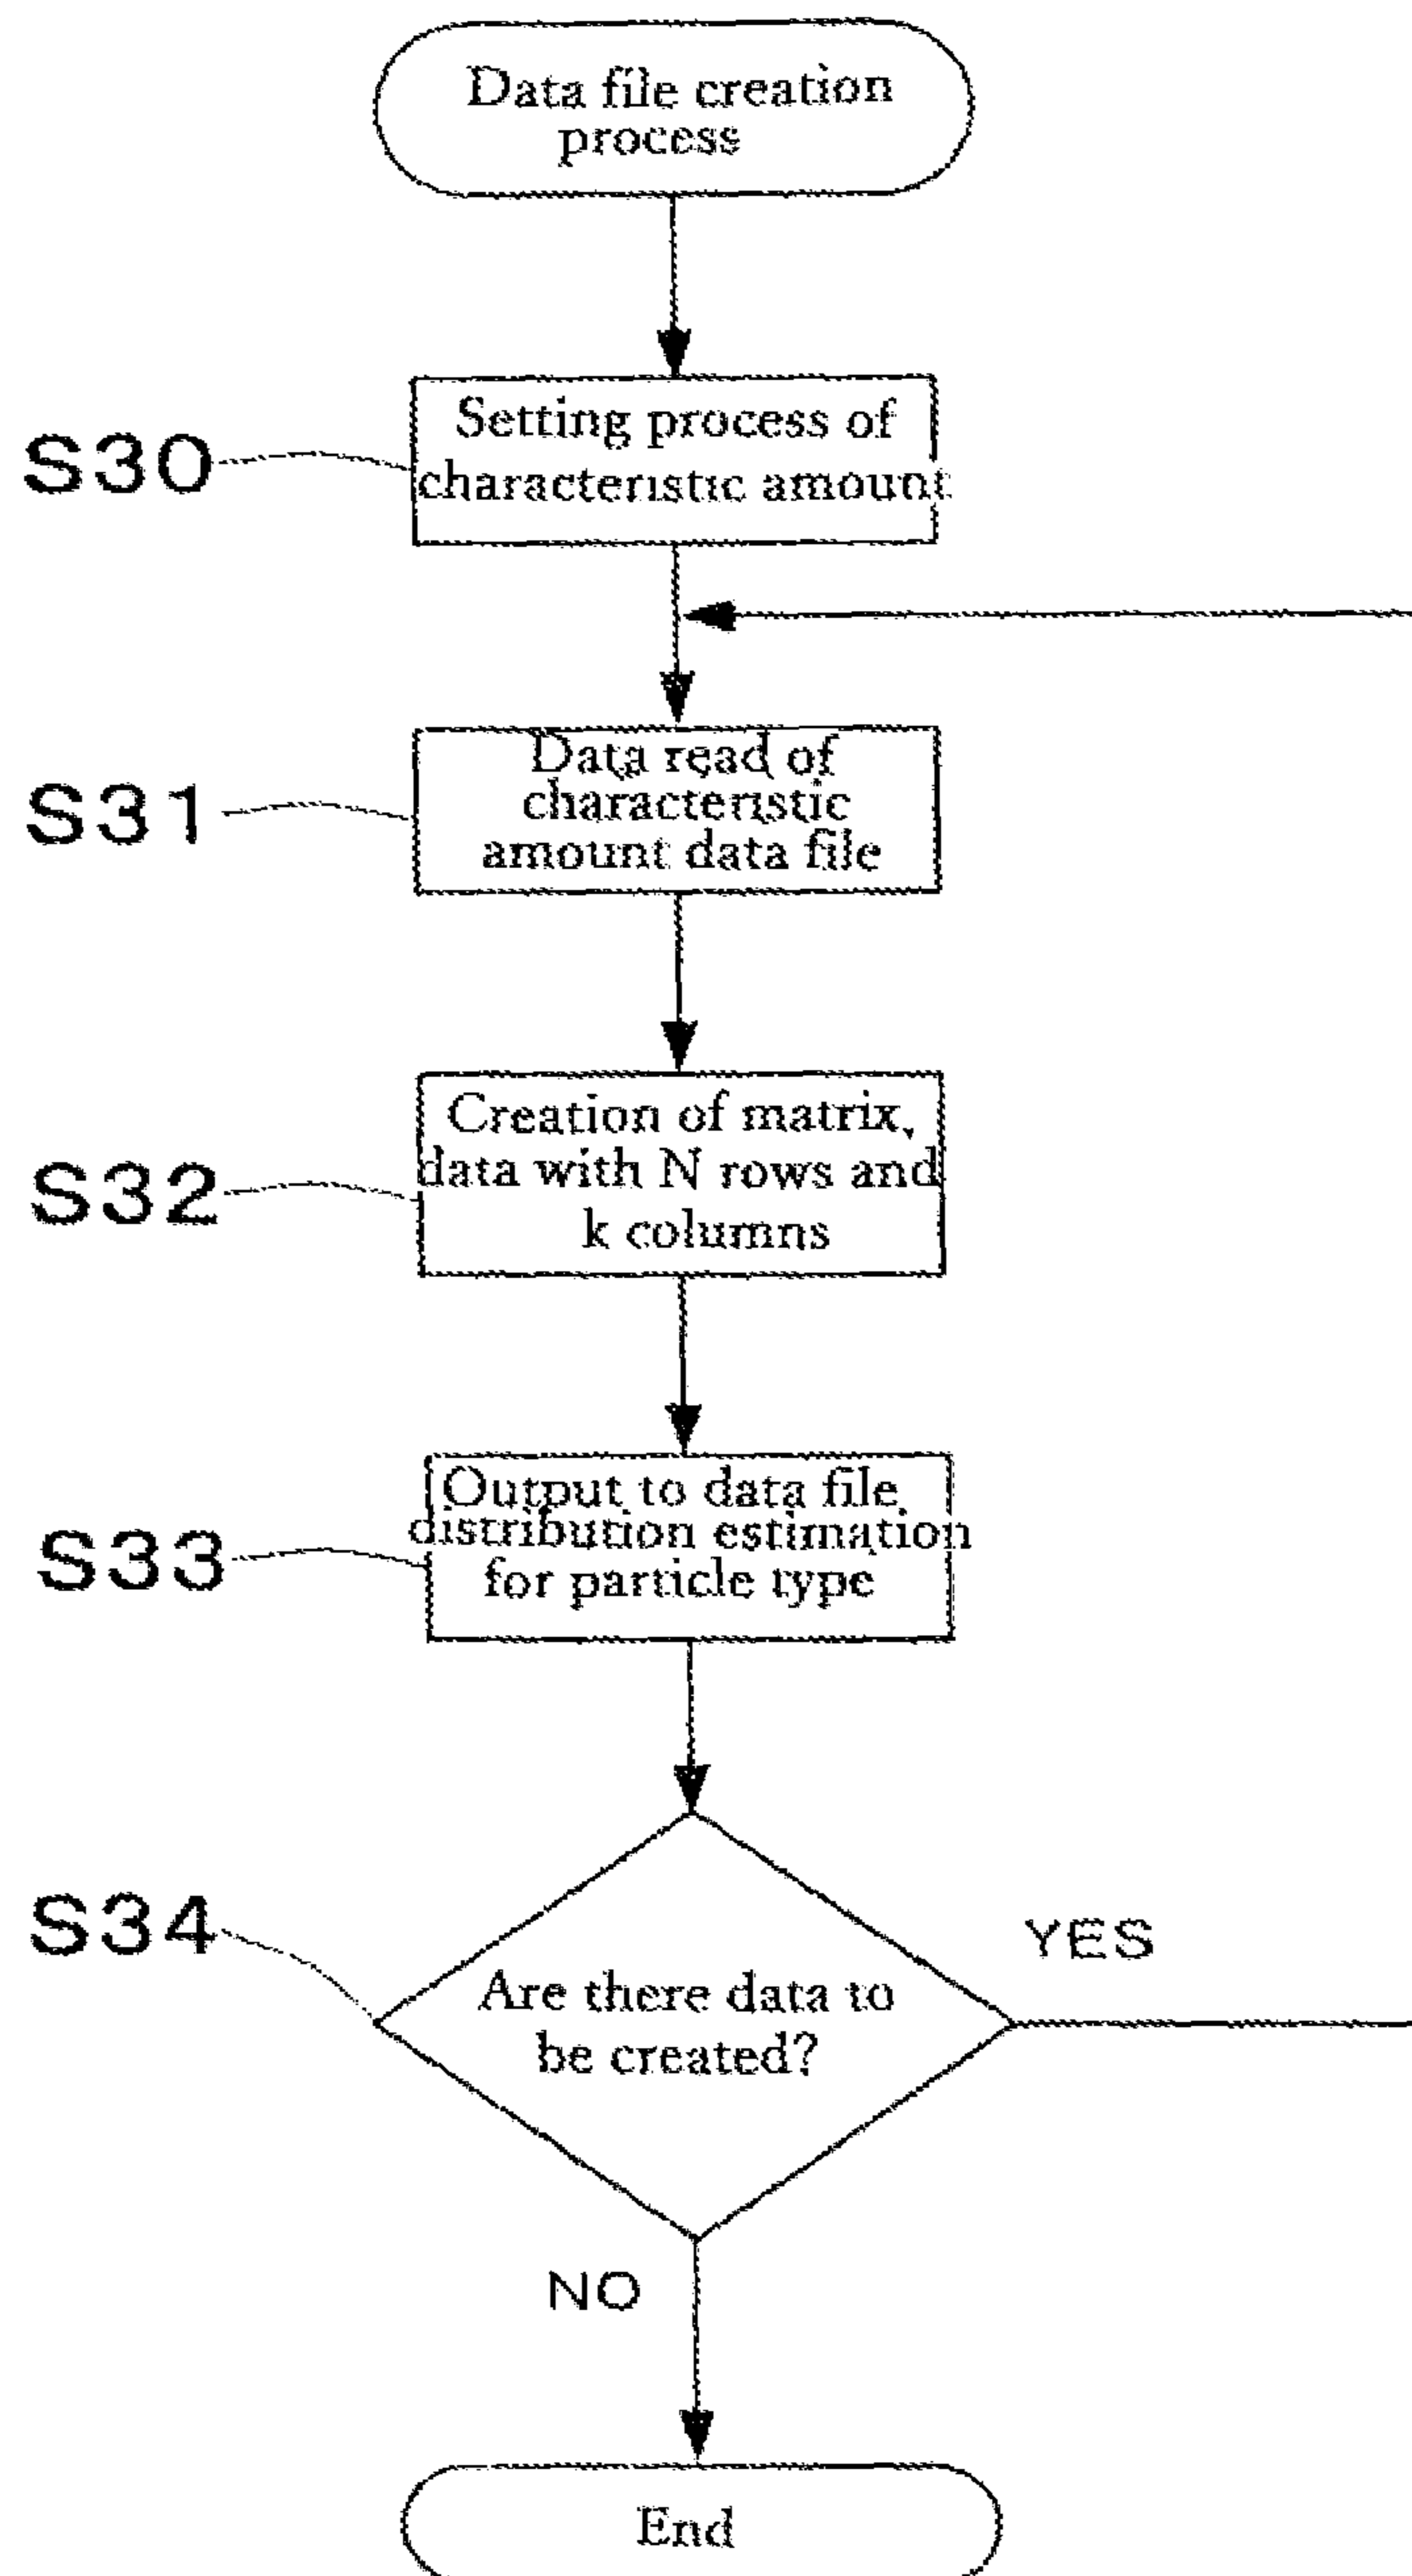 Data file creation
process
S30
Setting process of
characteristic amount
S31
Data read of
characteristic
amount data file
S32
Creation of matrix,
data with N rows and
k columns
S33
Output to data file
distribution estimation
for particle type
S34
Are there data to
be created?
YES
NO
End